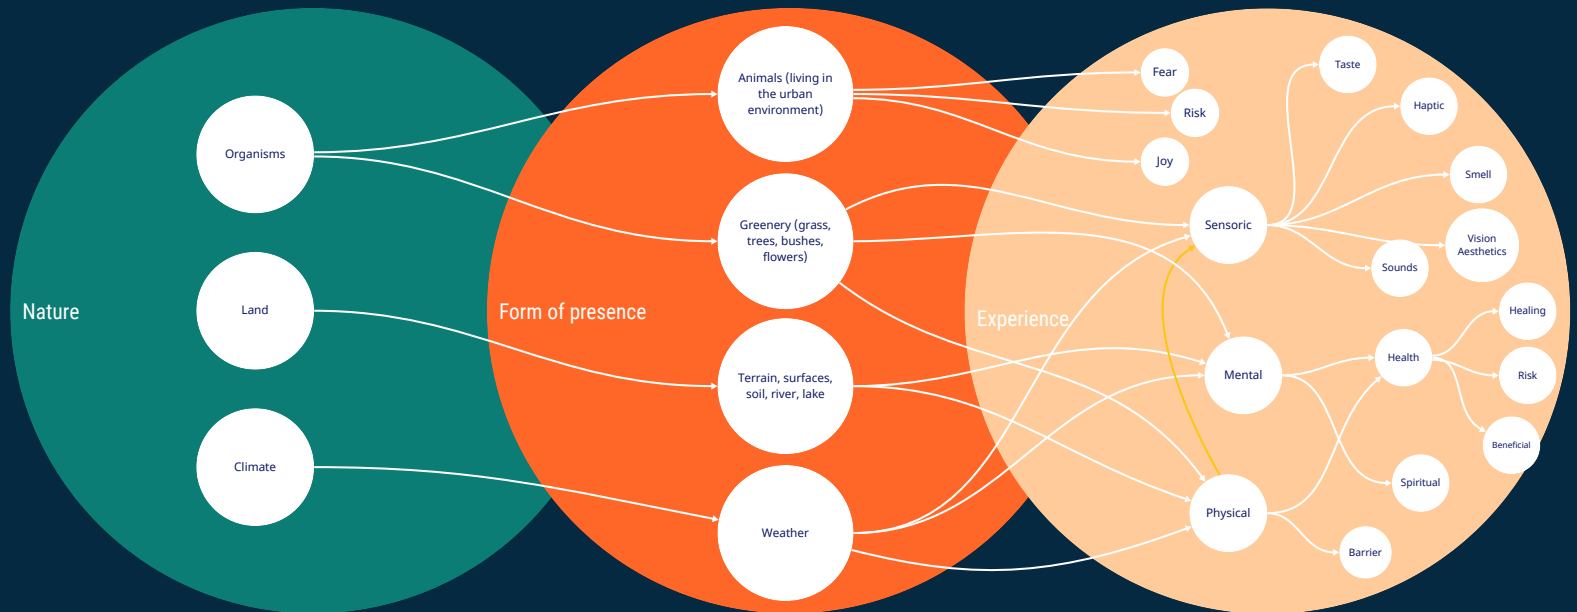 Nature
Organisms
Land
Climate
Form of presence
Animals (living in
the urban
environment)
Greenery (grass,
trees, bushes,
flowers)
Terrain, surfaces,
soil, river, lake
Weather
Experience
Fear
Risk
Joy
Sensoric
Mental
Physical
Taste
Haptic
Smell
Vision
Aesthetics
Sounds
Health
Healing
Risk
Beneficial
Spiritual
Barrier